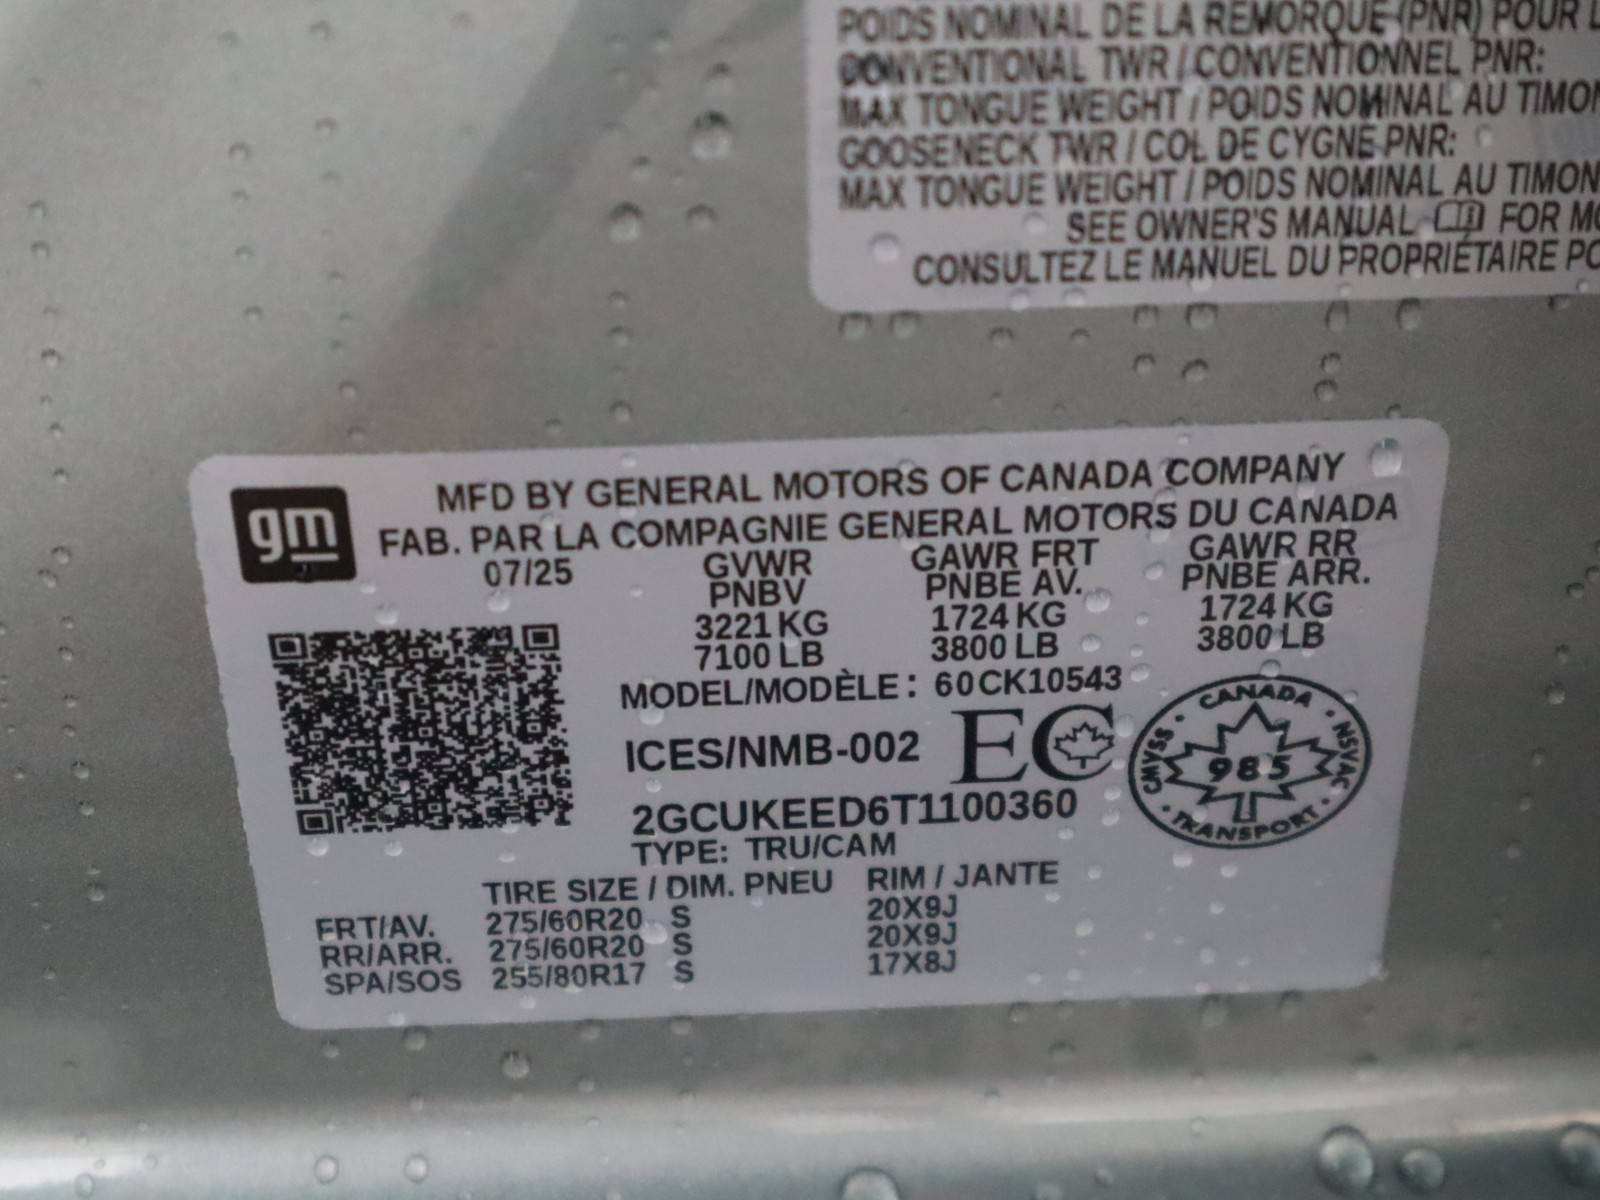 POIDS NOMINAL DE LA REMORQUE (PNR) POUR
CONVENTIONAL TWR / CONVENTIONNEL PNR:
MAX TONGUE WEIGHT / POIDS NOMINAL AU TIMON
GOOSENECK TWR / COL DE CYGNE PNR:
MAX TONGUE WEIGHT / POIDS NOMINAL AU TIMON
SEE OWNER'S MANUAL FOR
CONSULTEZ LE MANUEL DU PROPRIÉTAIRE
gm
MFD BY GENERAL MOTORS OF CANADA COMPANY
FAB. PAR LA COMPAGNIE GENERAL MOTORS DU CANADA
07/25 GVWR GAWR FRT GAWR RR
PNBV PNBE AV. PNBE ARR.
3221 KG 1724 KG 1724 KG
7100 LB 3800 LB 3800 LB
MODEL/MODÈLE: 60CK10543
ICES/NMB-002 EC
CANADA
CMVSS · NSVAC
985
TRANSPORT
2GCUKEED6T1100360
TYPE: TRU/CAM
TIRE SIZE / DIM. PNEU RIM / JANTE
FRT/AV. 275/60R20 S 20X9J
RR/ARR. 275/60R20 S 20X9J
SPA/SOS 255/80R17 S 17X8J